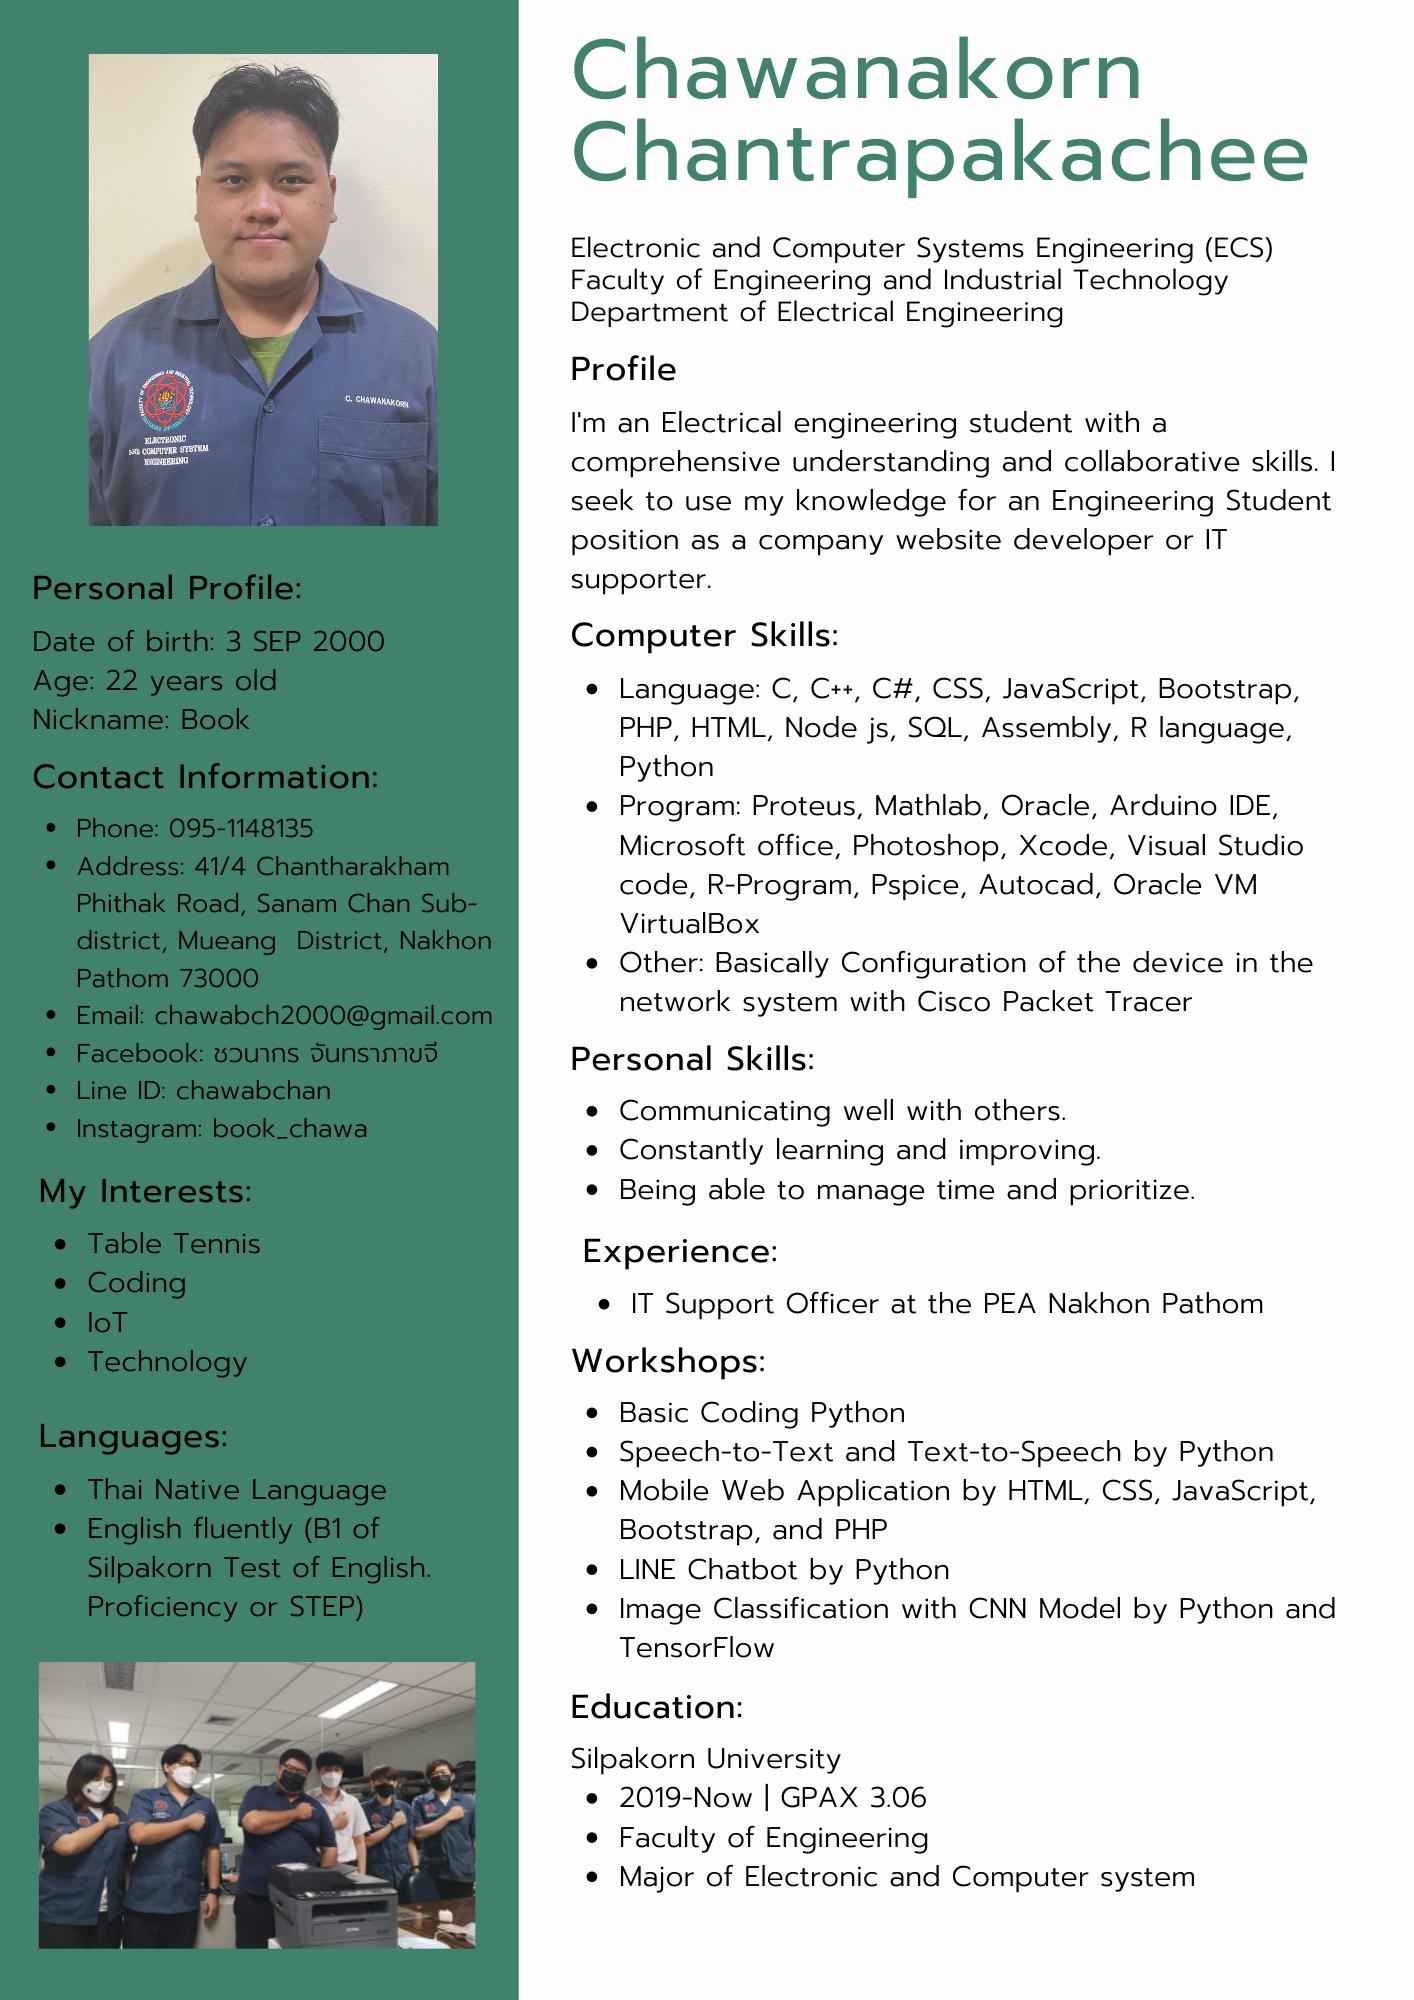 FACULTY OF ENGINEERING AND INDUSTRIAL TECHNOLOGY
SILPAKORN UNIVERSITY
ELECTRONIC
AND COMPUTER SYSTEM
ENGINEERING
C. CHAWANAKORN
Personal Profile:
Date of birth: 3 SEP 2000
Age: 22 years old
Nickname: Book
Contact Information:
• Phone: 095-1148135
• Address: 41/4 Chantharakham
Phithak Road, Sanam Chan Sub-
district, Mueang  District, Nakhon
Pathom 73000
• Email: chawabch2000@gmail.com
• Facebook: ชวนากร จันทราภาขจี
• Line ID: chawabchan
• Instagram: book_chawa
My Interests:
• Table Tennis
• Coding
• IoT
• Technology
Languages:
• Thai Native Language
• English fluently (B1 of
Silpakorn Test of English.
Proficiency or STEP)
Chawanakorn
Chantrapakachee
Electronic and Computer Systems Engineering (ECS)
Faculty of Engineering and Industrial Technology
Department of Electrical Engineering
Profile
I'm an Electrical engineering student with a
comprehensive understanding and collaborative skills. I
seek to use my knowledge for an Engineering Student
position as a company website developer or IT
supporter.
Computer Skills:
• Language: C, C++, C#, CSS, JavaScript, Bootstrap,
PHP, HTML, Node js, SQL, Assembly, R language,
Python
• Program: Proteus, Mathlab, Oracle, Arduino IDE,
Microsoft office, Photoshop, Xcode, Visual Studio
code, R-Program, Pspice, Autocad, Oracle VM
VirtualBox
• Other: Basically Configuration of the device in the
network system with Cisco Packet Tracer
Personal Skills:
• Communicating well with others.
• Constantly learning and improving.
• Being able to manage time and prioritize.
Experience:
• IT Support Officer at the PEA Nakhon Pathom
Workshops:
• Basic Coding Python
• Speech-to-Text and Text-to-Speech by Python
• Mobile Web Application by HTML, CSS, JavaScript,
Bootstrap, and PHP
• LINE Chatbot by Python
• Image Classification with CNN Model by Python and
TensorFlow
Education:
Silpakorn University
• 2019-Now | GPAX 3.06
• Faculty of Engineering
• Major of Electronic and Computer system